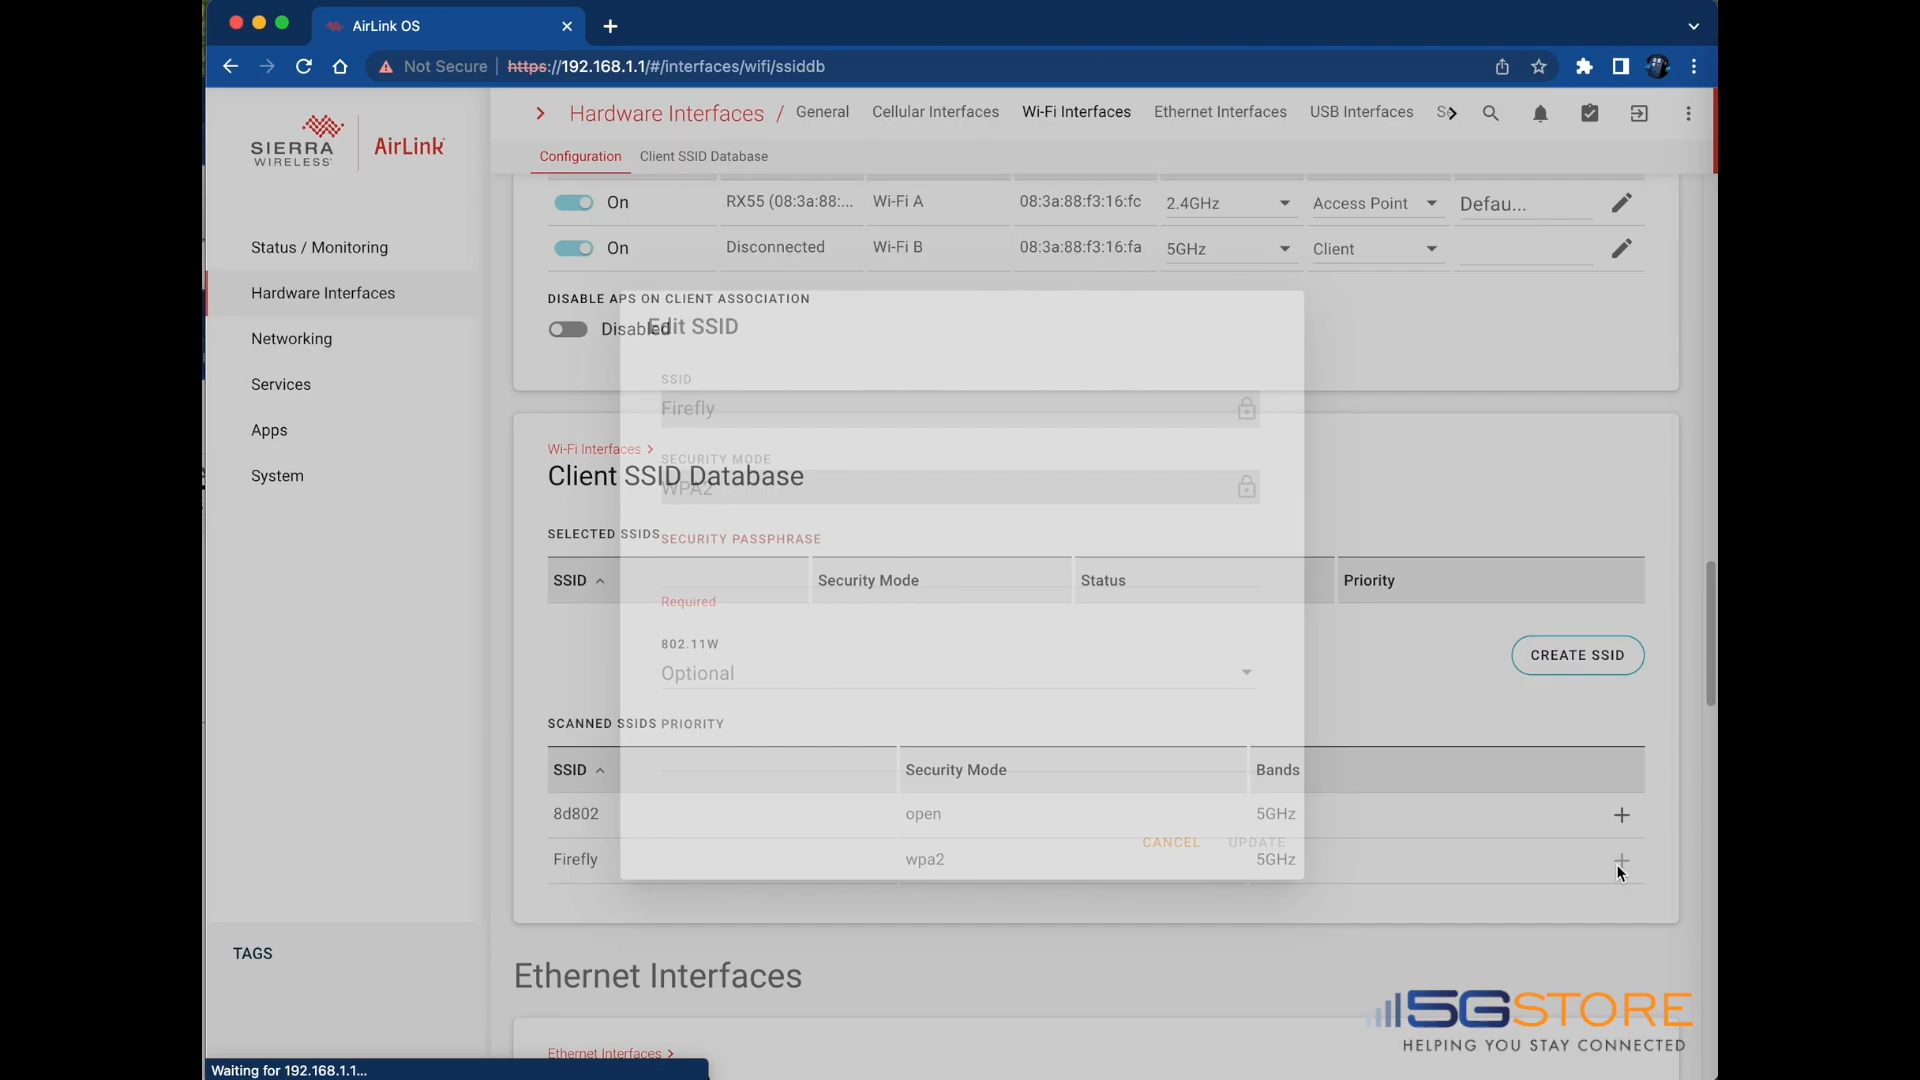 AirLink OS
Not Secure | https://192.168.1.1/#/interfaces/wifi/ssiddb
SIERRA WIRELESS
AirLink
Status / Monitoring
Hardware Interfaces
Networking
Services
Apps
System
TAGS
Hardware Interfaces / General Cellular Interfaces Wi-Fi Interfaces Ethernet Interfaces USB Interfaces
Configuration Client SSID Database
On RX55 (08:3a:88:... Wi-Fi A 08:3a:88:f3:16:fc 2.4GHz Access Point Defau...
On Disconnected Wi-Fi B 08:3a:88:f3:16:fa 5GHz Client
DISABLE APS ON CLIENT ASSOCIATION
Disabled
Edit SSID
SSID
Firefly
SECURITY MODE
WPA2
SECURITY PASSPHRASE
Required
802.11W
Optional
PRIORITY
CANCEL UPDATE
Wi-Fi Interfaces >
Client SSID Database
SELECTED SSIDS
SSID Security Mode Status Priority
CREATE SSID
SCANNED SSIDS
SSID Security Mode Bands
8d802 open 5GHz +
Firefly wpa2 5GHz +
Ethernet Interfaces
Ethernet Interfaces >
5GSTORE
HELPING YOU STAY CONNECTED
Waiting for 192.168.1.1...